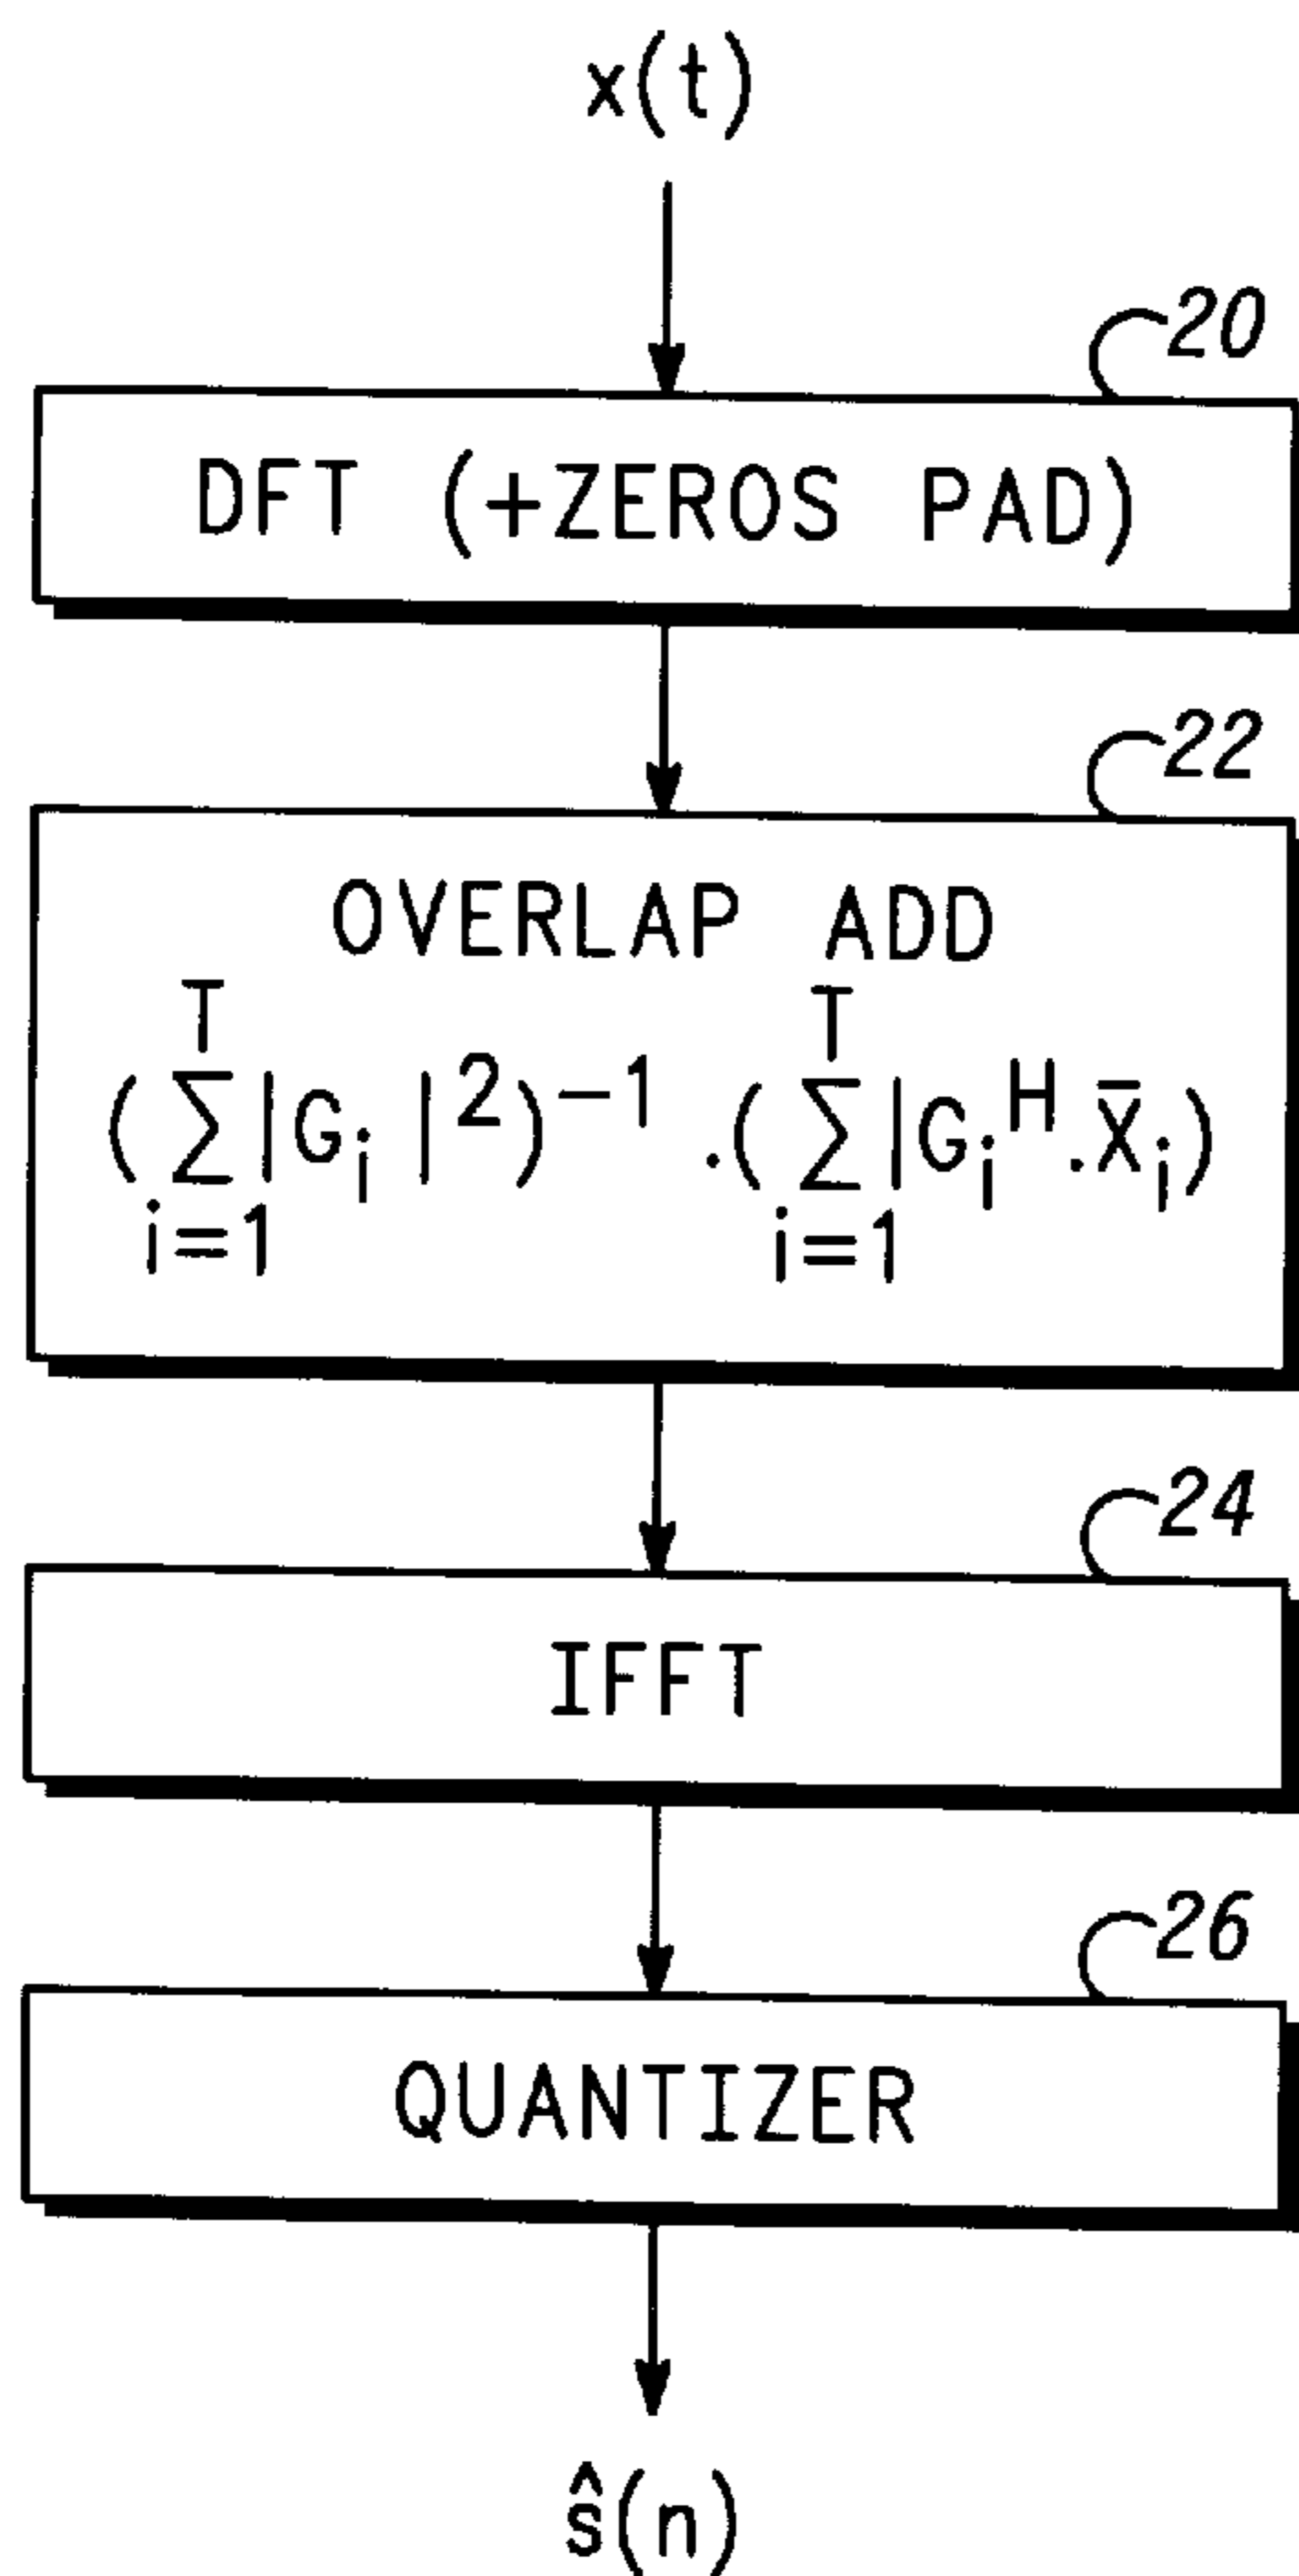 x(t)
20
DFT (+ZEROS PAD)
22
OVERLAP ADD
T T
(∑|G_i|^2)^-1 .(∑|G_i^H.X̄_i)
i=1 i=1
24
IFFT
26
QUANTIZER
ŝ(n)